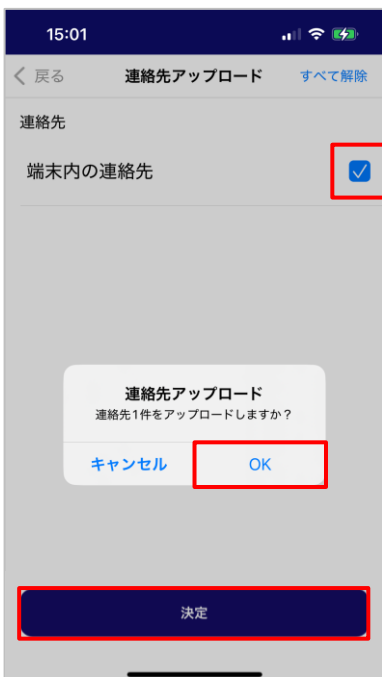 15:01
戻る 連絡先アップロード すべて解除
連絡先
端末内の連絡先
連絡先アップロード
連絡先1件をアップロードしますか?
キャンセル OK
決定